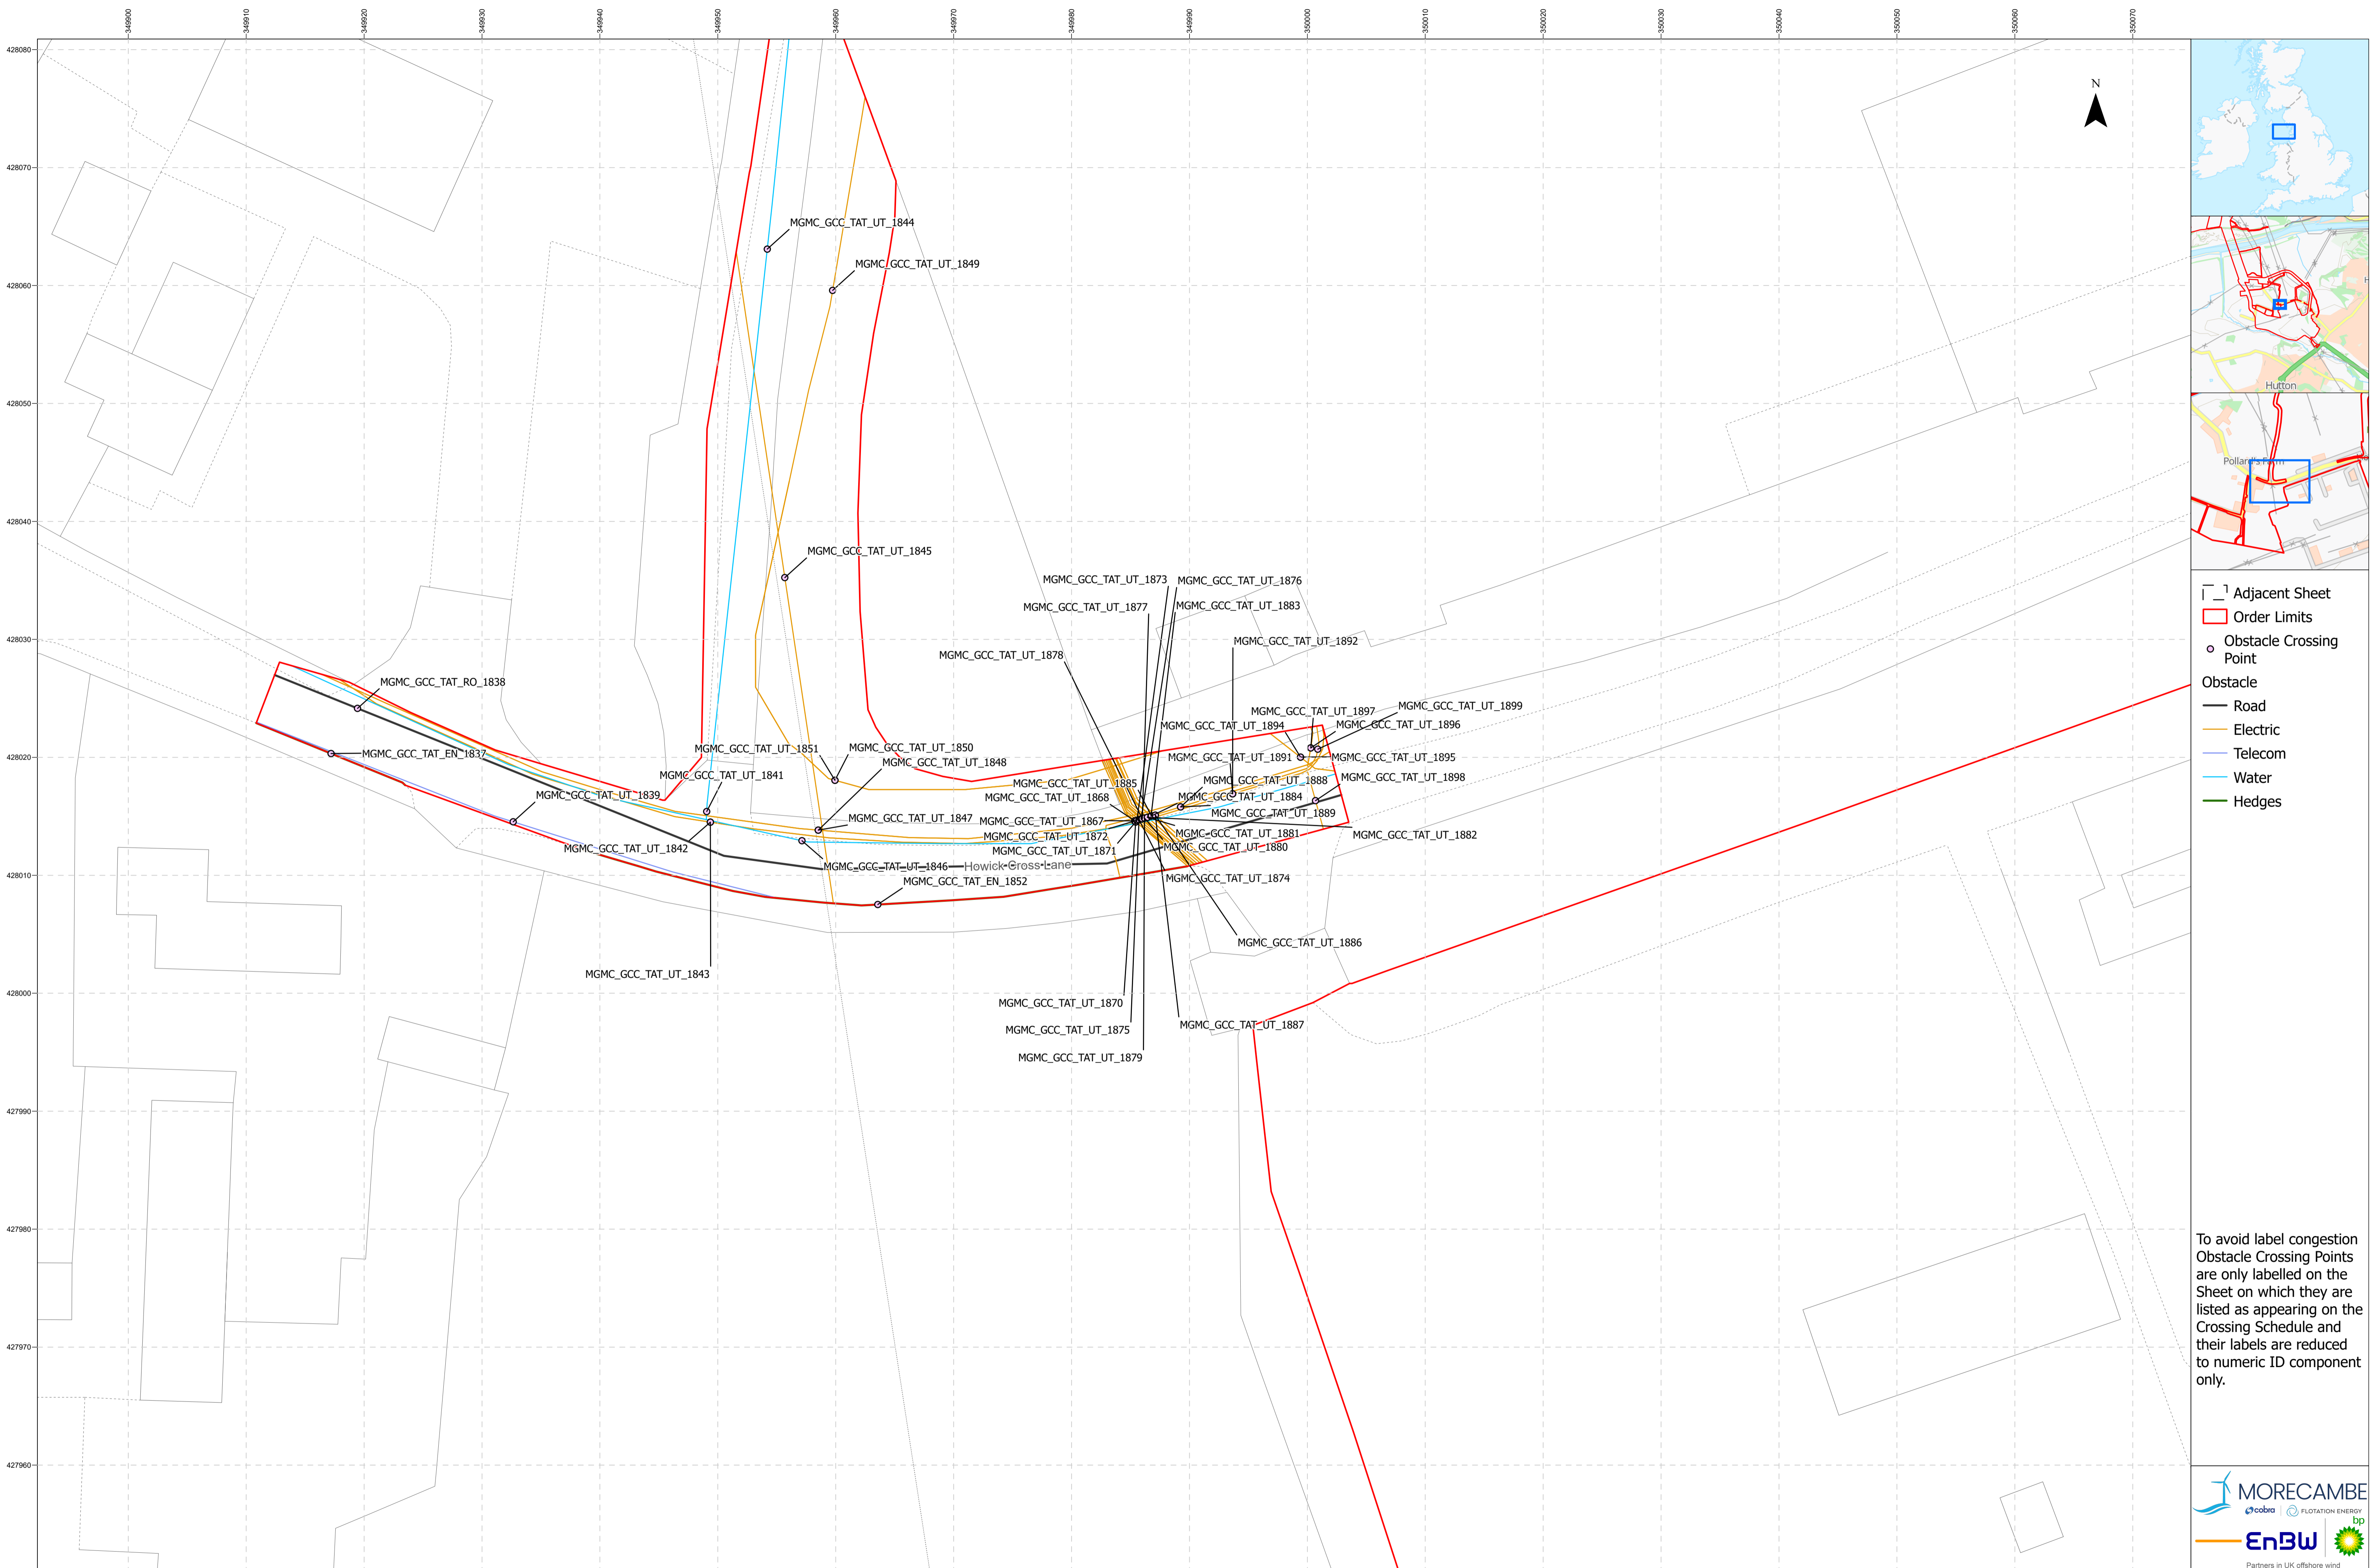 349900
349910
349920
349930
349940
349950
349960
349970
349980
349990
350000
350010
350020
350030
350040
350050
350060
350070
428080
428070
428060
428050
428040
428030
428020
428010
428000
427990
427980
427970
427960
N
MGMC_GCC_TAT_UT_1844
MGMC_GCC_TAT_UT_1849
MGMC_GCC_TAT_UT_1845
MGMC_GCC_TAT_UT_1873
MGMC_GCC_TAT_UT_1876
MGMC_GCC_TAT_UT_1877
MGMC_GCC_TAT_UT_1883
MGMC_GCC_TAT_UT_1892
MGMC_GCC_TAT_UT_1878
MGMC_GCC_TAT_RO_1838
MGMC_GCC_TAT_UT_1897
MGMC_GCC_TAT_UT_1899
MGMC_GCC_TAT_UT_1894
MGMC_GCC_TAT_UT_1896
MGMC_GCC_TAT_EN_1837
MGMC_GCC_TAT_UT_1851
MGMC_GCC_TAT_UT_1850
MGMC_GCC_TAT_UT_1848
MGMC_GCC_TAT_UT_1891
MGMC_GCC_TAT_UT_1895
MGMC_GCC_TAT_UT_1841
MGMC_GCC_TAT_UT_1885
MGMC_GCC_TAT_UT_1888
MGMC_GCC_TAT_UT_1898
MGMC_GCC_TAT_UT_1839
MGMC_GCC_TAT_UT_1868
MGMC_GCC_TAT_UT_1884
MGMC_GCC_TAT_UT_1847
MGMC_GCC_TAT_UT_1867
MGMC_GCC_TAT_UT_1889
MGMC_GCC_TAT_UT_1872
MGMC_GCC_TAT_UT_1881
MGMC_GCC_TAT_UT_1882
MGMC_GCC_TAT_UT_1842
MGMC_GCC_TAT_UT_1871
MGMC_GCC_TAT_UT_1880
MGMC_GCC_TAT_UT_1846
Howick Cross Lane
MGMC_GCC_TAT_EN_1852
MGMC_GCC_TAT_UT_1874
MGMC_GCC_TAT_UT_1886
MGMC_GCC_TAT_UT_1843
MGMC_GCC_TAT_UT_1870
MGMC_GCC_TAT_UT_1875
MGMC_GCC_TAT_UT_1887
MGMC_GCC_TAT_UT_1879
Hutton
Pollard's Farm
Adjacent Sheet
Order Limits
Obstacle Crossing
Point
Obstacle
Road
Electric
Telecom
Water
Hedges
To avoid label congestion
Obstacle Crossing Points
are only labelled on the
Sheet on which they are
listed as appearing on the
Crossing Schedule and
their labels are reduced
to numeric ID component
only.
MORECAMBE
cobra
FLOTATION ENERGY
EnBW
bp
Partners in UK offshore wind